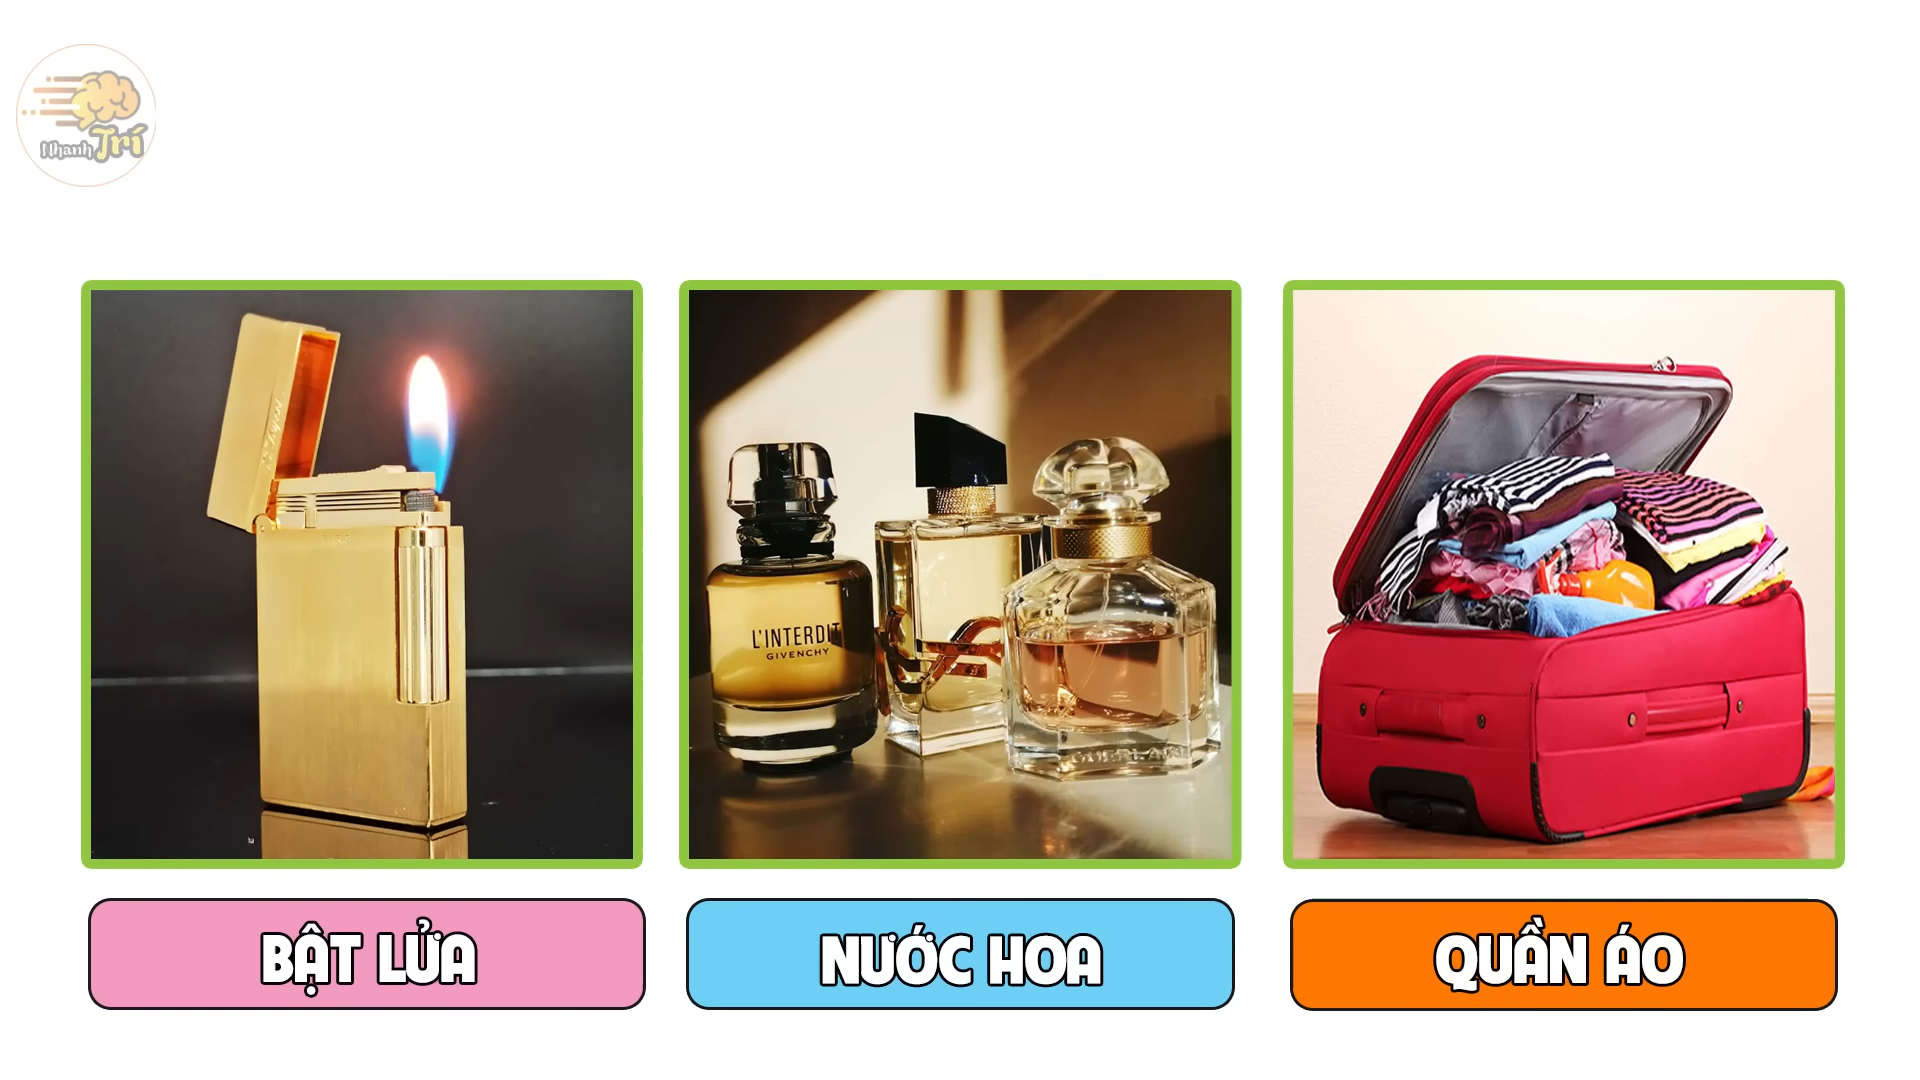 Nhanh
Trí
L'INTERDIT
GIVENCHY
GUERLAIN
BẬT LỬA
NƯỚC HOA
QUẦN ÁO